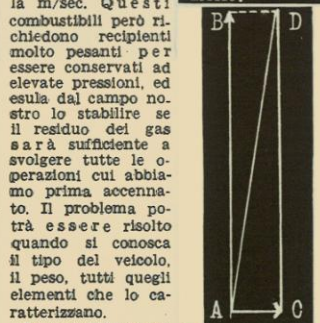 la m/sec. Questi
combustibili però ri-
chiedono recipienti
molto pesanti per
essere conservati ad
elevate pressioni, ed
esula dal campo no-
stro lo stabilire se
il residuo dei gas
sarà sufficiente a
svolgere tutte le o-
perazioni cui abbia-
mo prima accenna-
to. Il problema po-
trà essere risolto
quando si conosca
il tipo del veicolo,
il peso, tutti quegli
elementi che lo ca-
ratterizzano.
B D
A C